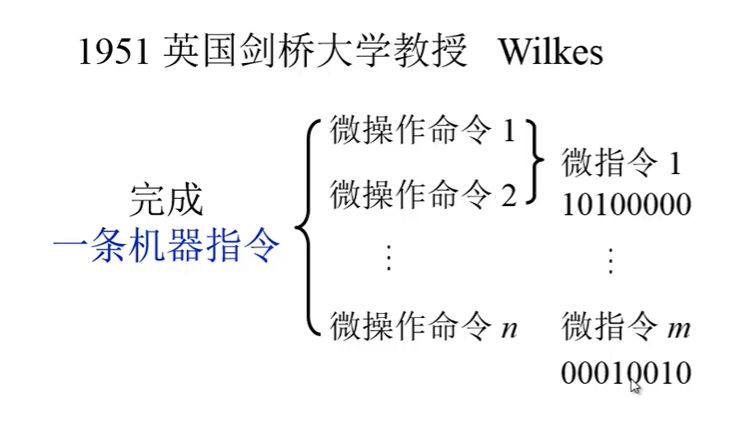 1951 英国剑桥大学教授 Wilkes
完成
一条机器指令
微操作命令 1
微操作命令 2
⋮
微操作命令 n
微指令 1
10100000
⋮
微指令 m
00010010